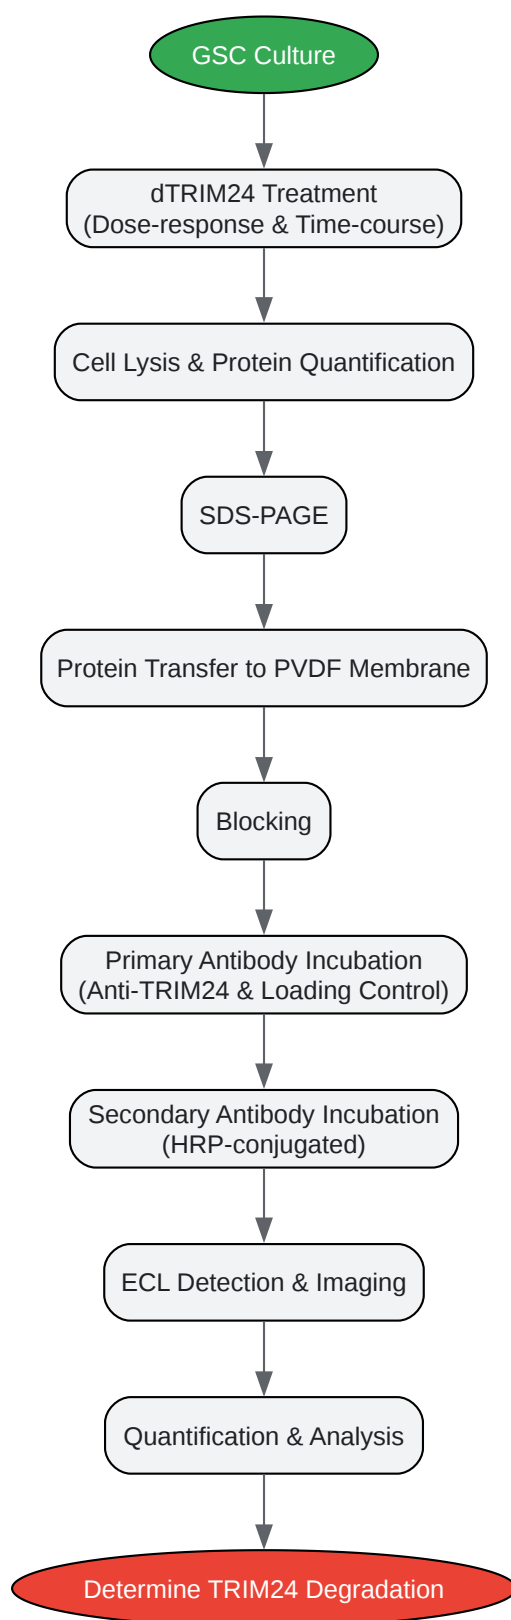 GSC Culture
dTRIM24 Treatment
(Dose-response & Time-course)
Cell Lysis & Protein Quantification
SDS-PAGE
Protein Transfer to PVDF Membrane
Blocking
Primary Antibody Incubation
(Anti-TRIM24 & Loading Control)
Secondary Antibody Incubation
(HRP-conjugated)
ECL Detection & Imaging
Quantification & Analysis
Determine TRIM24 Degradation